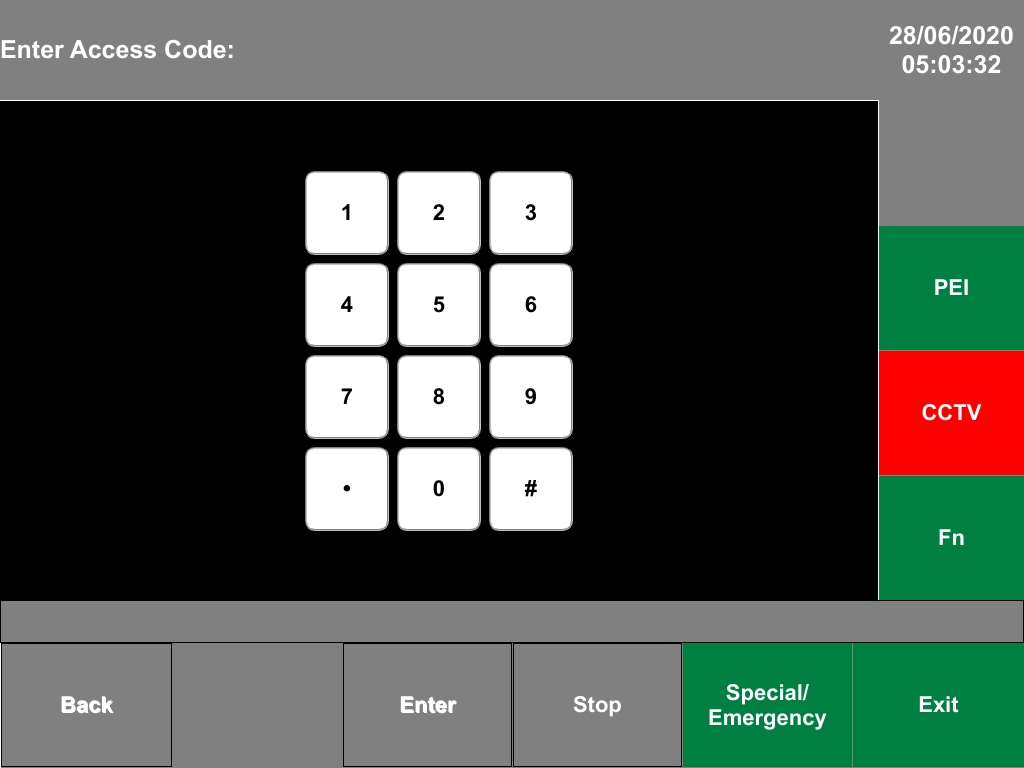 Enter Access Code:
28/06/2020
05:03:32
1 2 3
4 5 6
7 8 9
• 0 #
PEI
CCTV
Fn
Back
Enter
Stop
Special/
Emergency
Exit